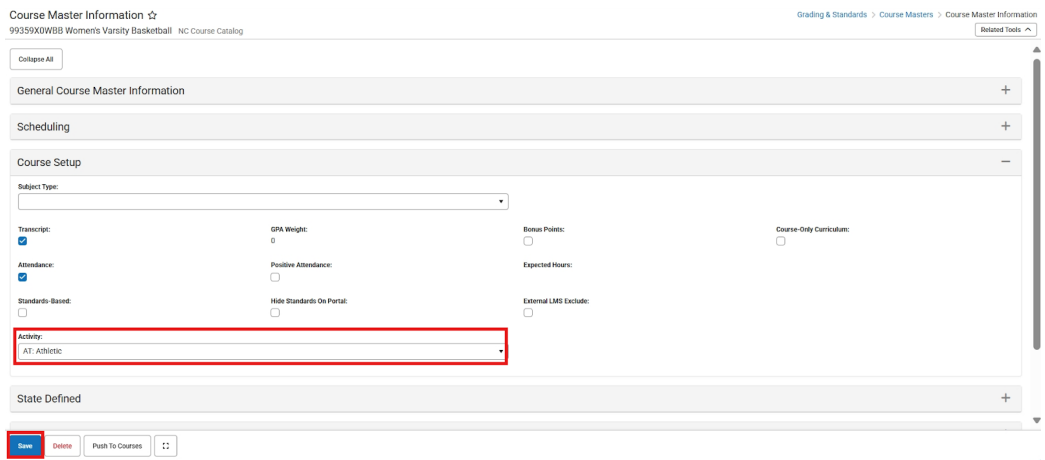 Course Master Information ☆
Grading & Standards > Course Masters > Course Master Information
99359X0WBB Women's Varsity Basketball NC Course Catalog
Related Tools
Collapse All
General Course Master Information
Scheduling
Course Setup
Subject Type:
Transcript: GPA Weight: Bonus Points: Course-Only Curriculum:
0
Attendance: Positive Attendance: Expected Hours:
Standards-Based: Hide Standards On Portal: External LMS Exclude:
Activity:
AT: Athletic
State Defined
Save Delete Push To Courses